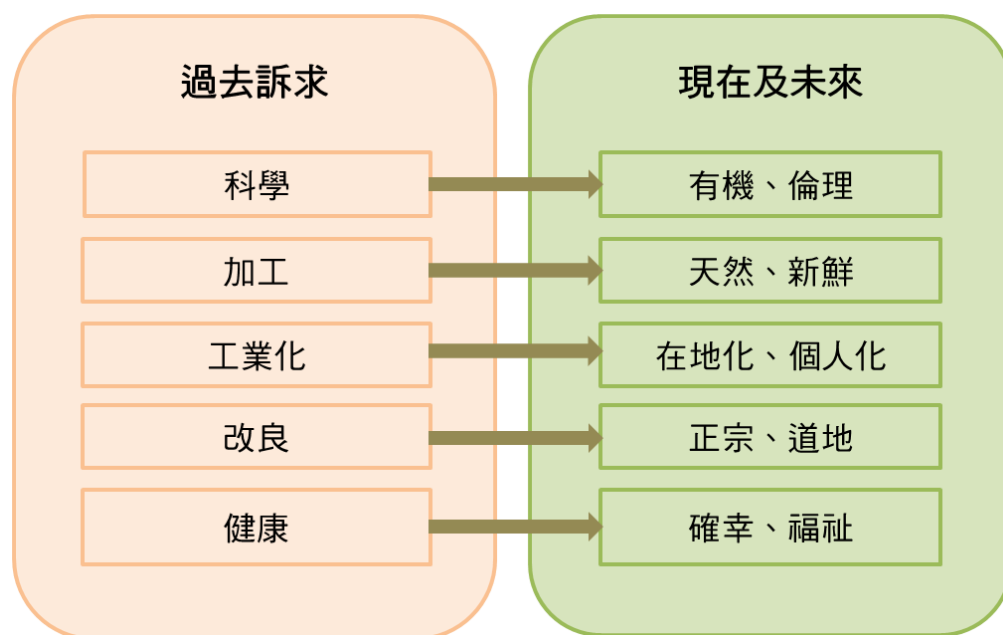 過去訴求
現在及未來
科學
有機、倫理
加工
天然、新鮮
工業化
在地化、個人化
改良
正宗、道地
健康
確幸、福祉